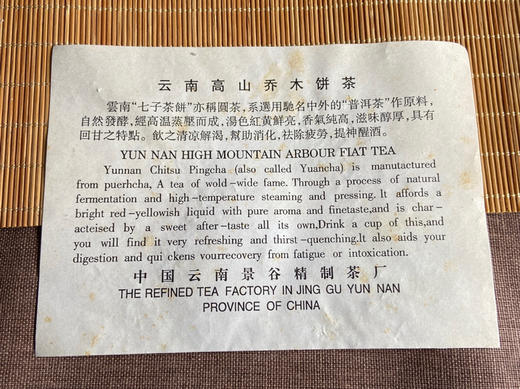 云南高山乔木饼茶
雲南“七子茶餅”亦稱圓茶，系選用馳名中外的“普洱茶”作原料，
自然發酵，經高温蒸壓而成，湯色紅黄鮮亮，香氣純高，滋味醇厚，具有
回甘之特點。飲之清凉解渴，幫助消化，祛除疲勞，提神醒酒。
YUN NAN HIGH MOUNTAIN ARBOUR FIAT TEA
Yunnan Chitsu Pingcha (also called Yuancha) is manutactured
from puerhcha, A tea of wold-wide fame. Through a process of natural
fermentation and high-temperature steaming and pressing. It affords a
bright red-yellowish liquid with pure aroma and finetaste,and is char-
acteised by a sweet after-taste all its own,Drink a cup of this,and
you will find it very refreshing and thirst-quenching.lt also aids your
digestion and qui ckens vourrecovery from fatigue or intoxication.
中国云南景谷精制茶厂
THE REFINED TEA FACTORY IN JING GU YUN NAN
PROVINCE OF CHINA